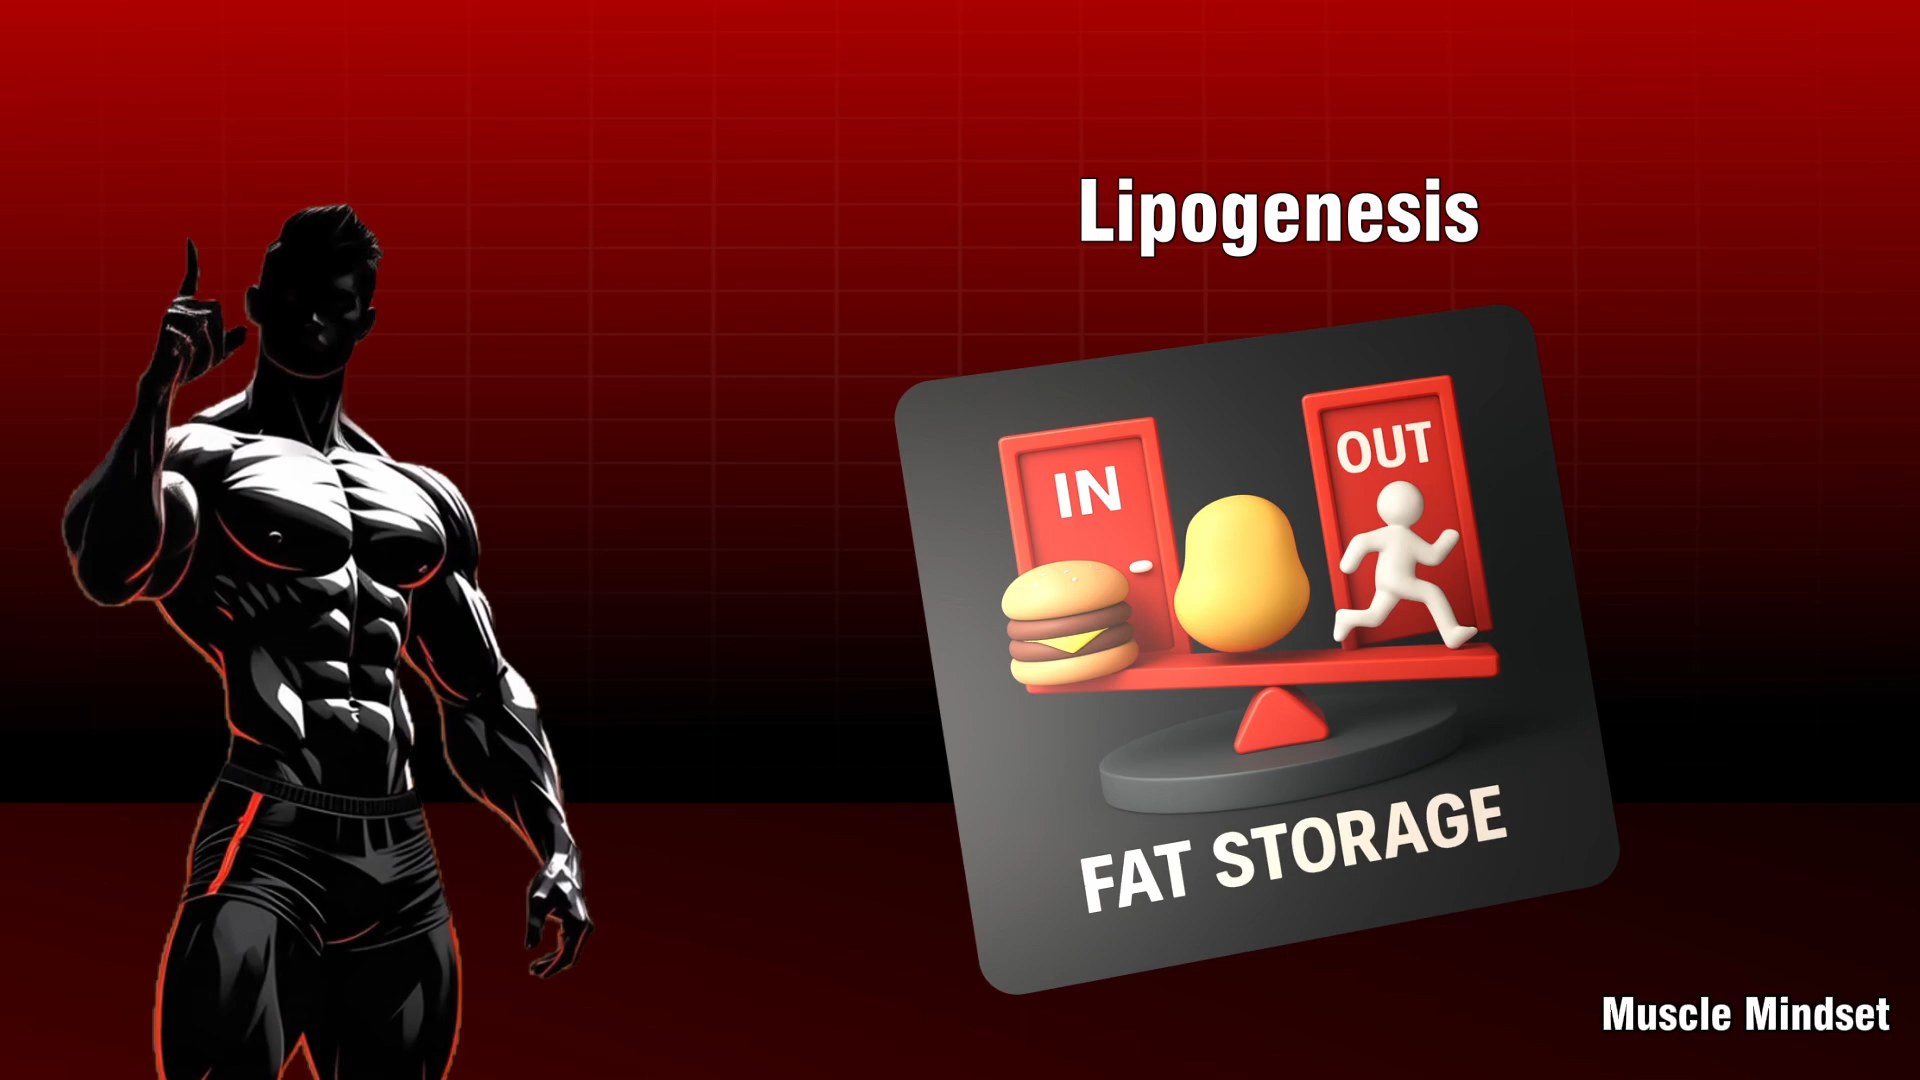 Lipogenesis
IN
OUT
FAT STORAGE
Muscle Mindset